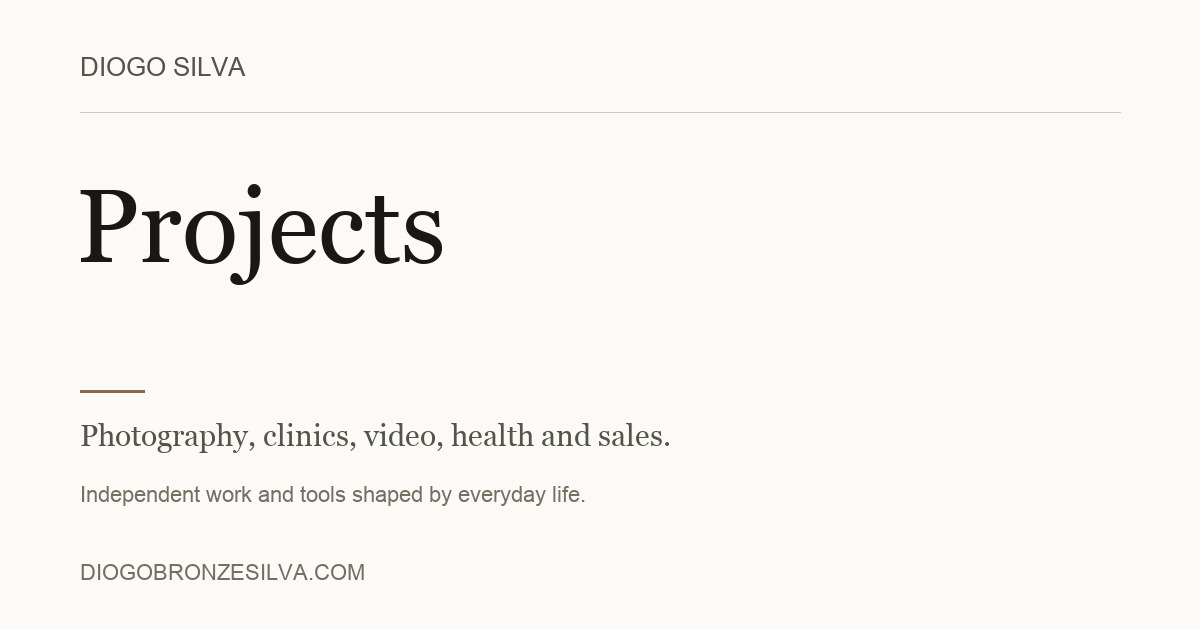 DIOGO SILVA
Projects
Photography, clinics, video, health and sales.
Independent work and tools shaped by everyday life.
DIOGOBRONZESILVA.COM